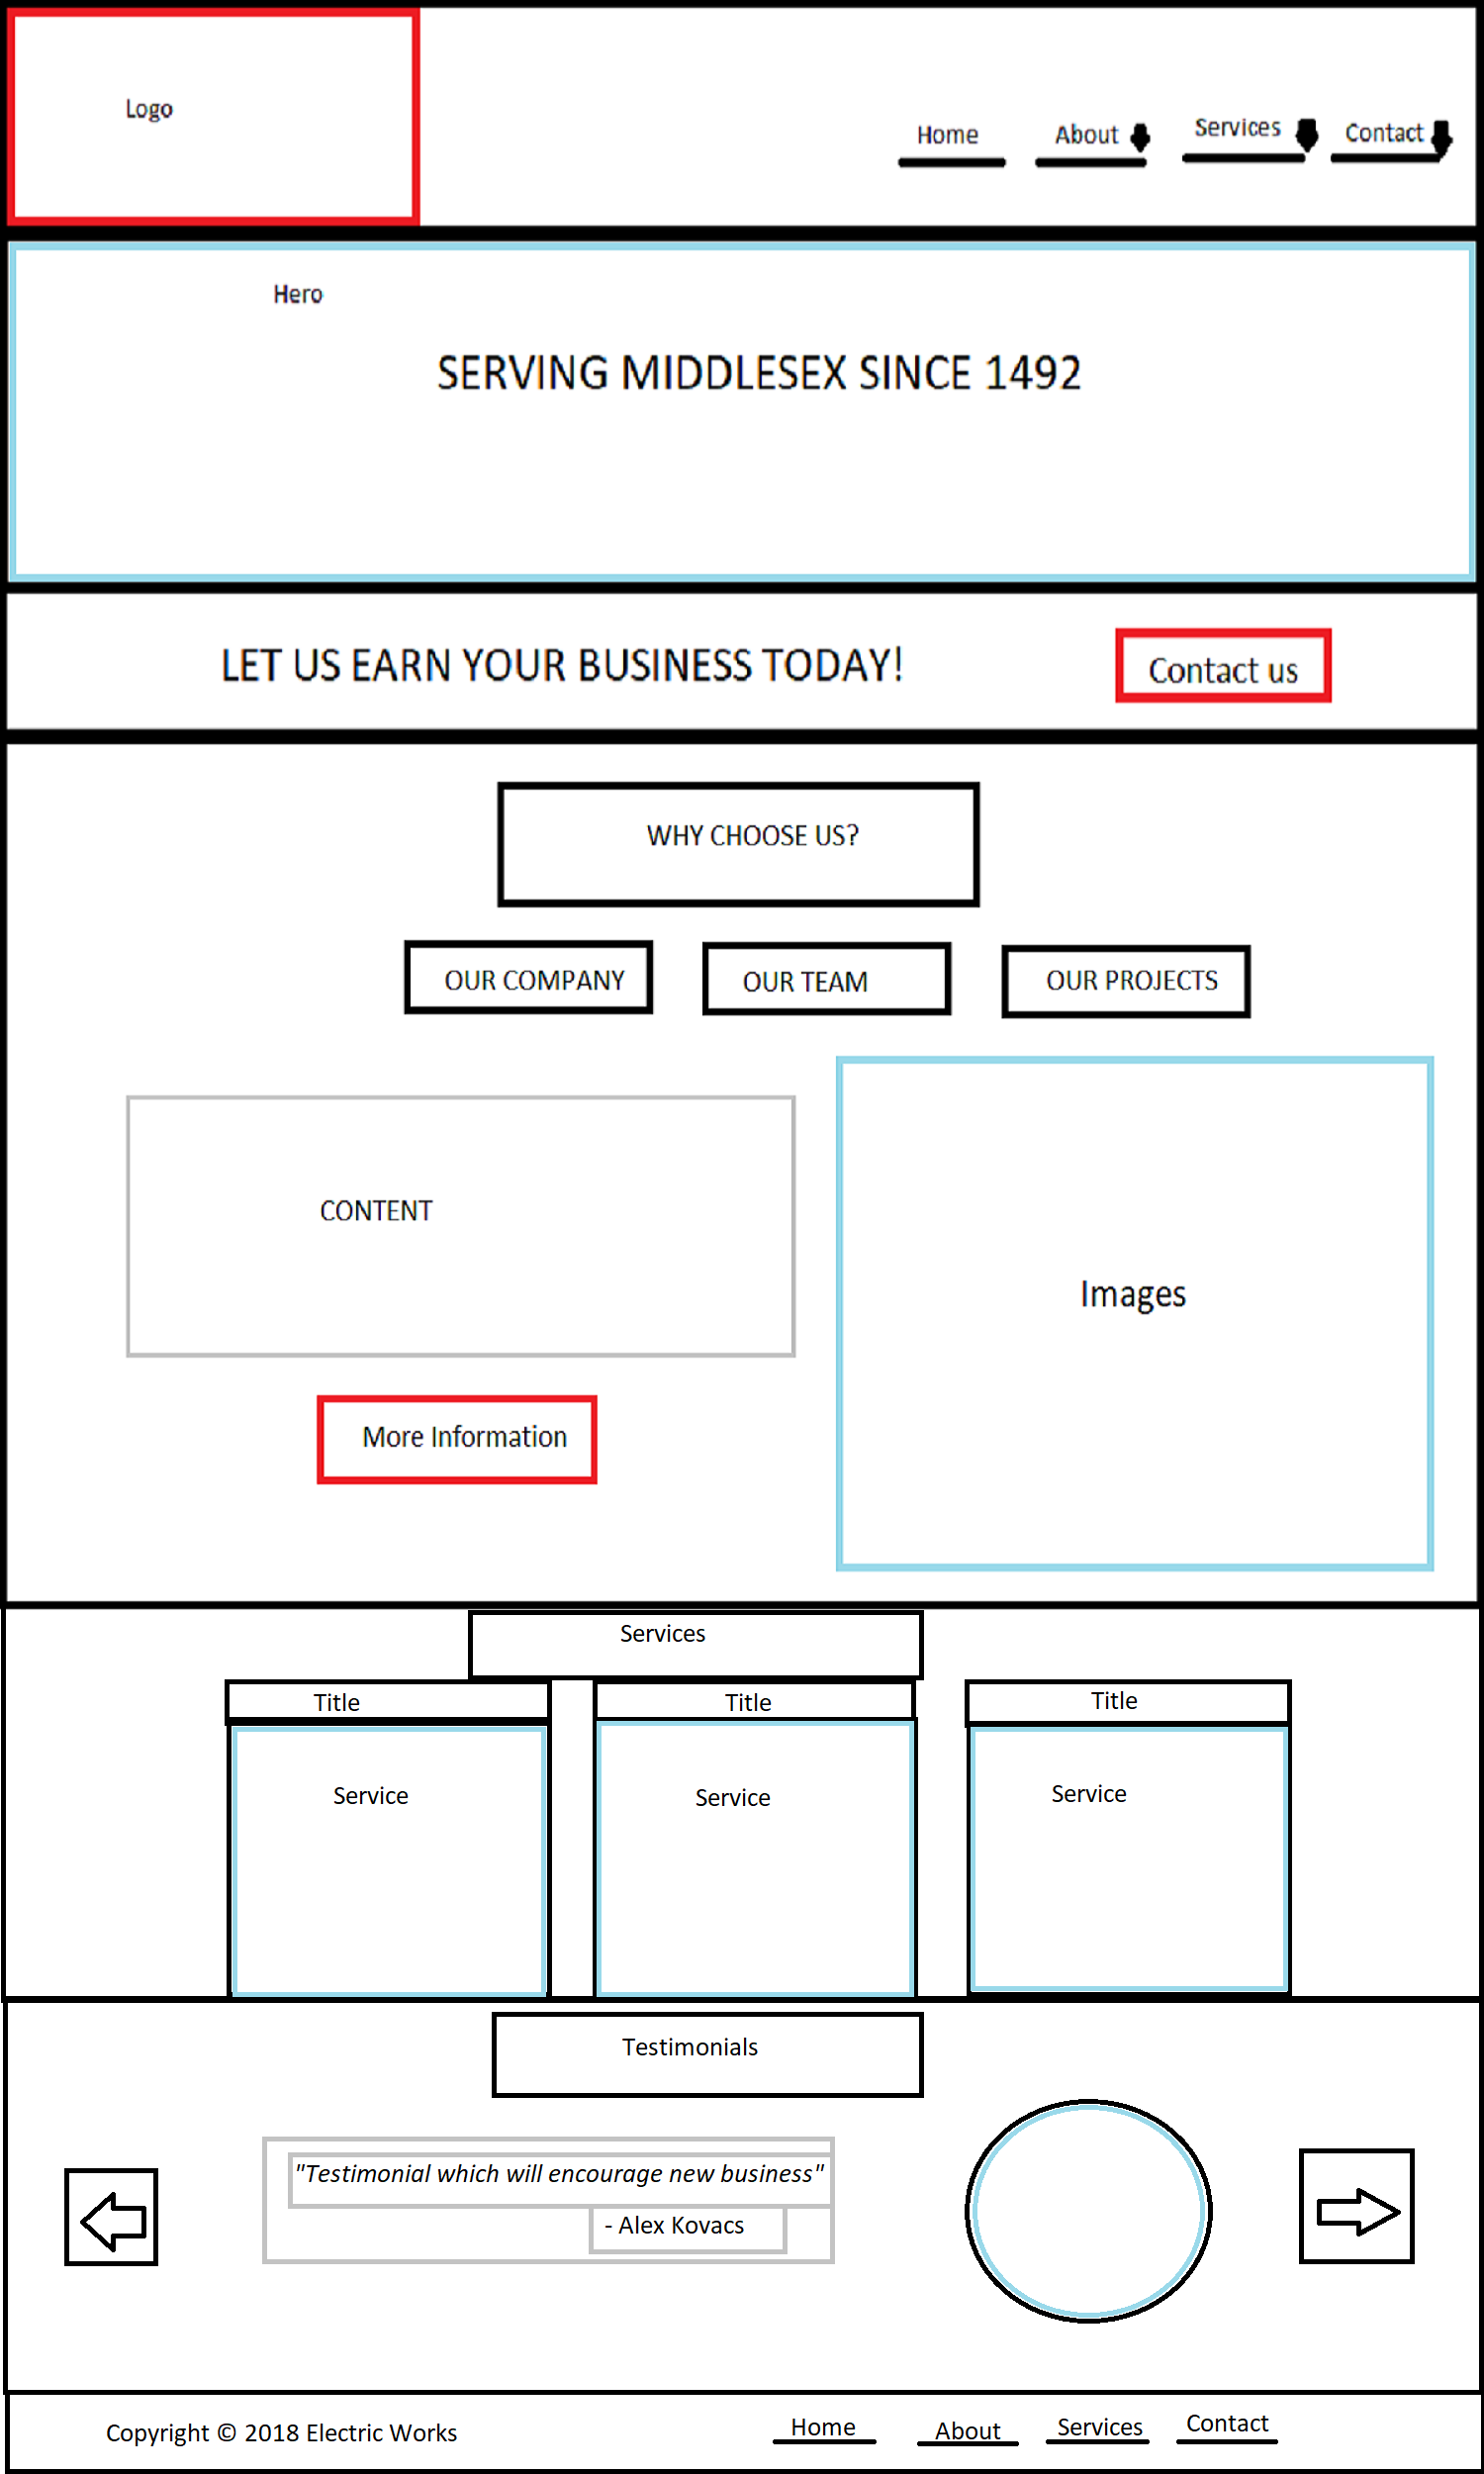 Logo
Home
About
Services
Contact
Hero
SERVING MIDDLESEX SINCE 1492
LET US EARN YOUR BUSINESS TODAY!
Contact us
WHY CHOOSE US?
OUR COMPANY
OUR TEAM
OUR PROJECTS
CONTENT
Images
More Information
Services
Title
Title
Title
Service
Service
Service
Testimonials
"Testimonial which will encourage new business"
- Alex Kovacs
Copyright © 2018 Electric Works
Home
About
Services
Contact